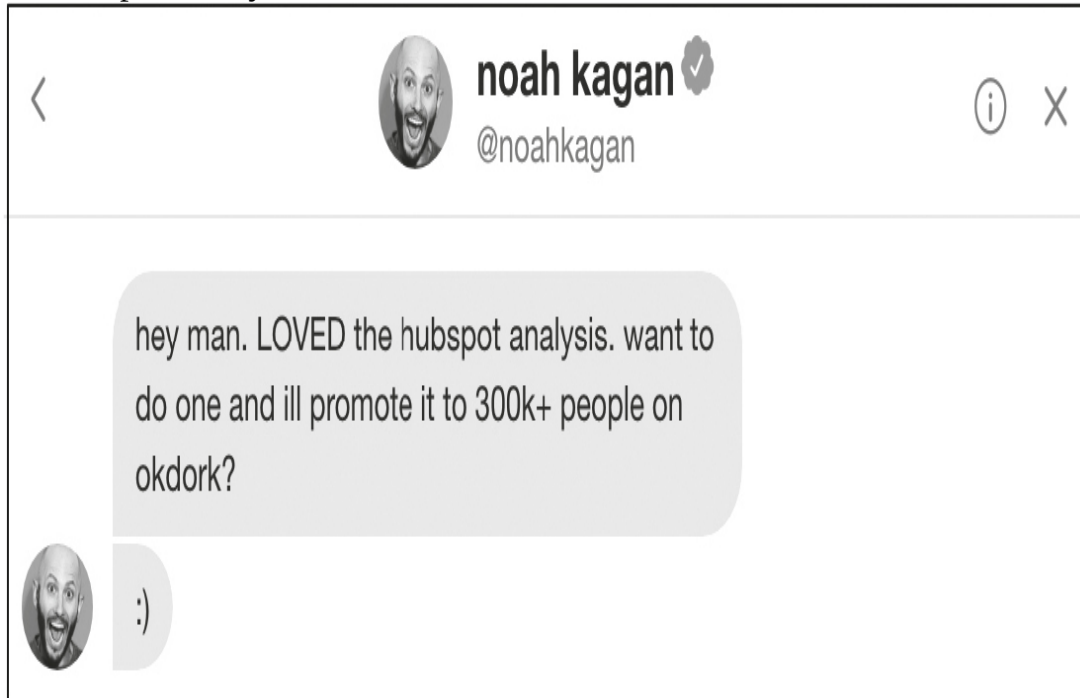 noah kagan
@noahkagan
hey man. LOVED the hubspot analysis. want to
do one and ill promote it to 300k+ people on
okdork?
:)